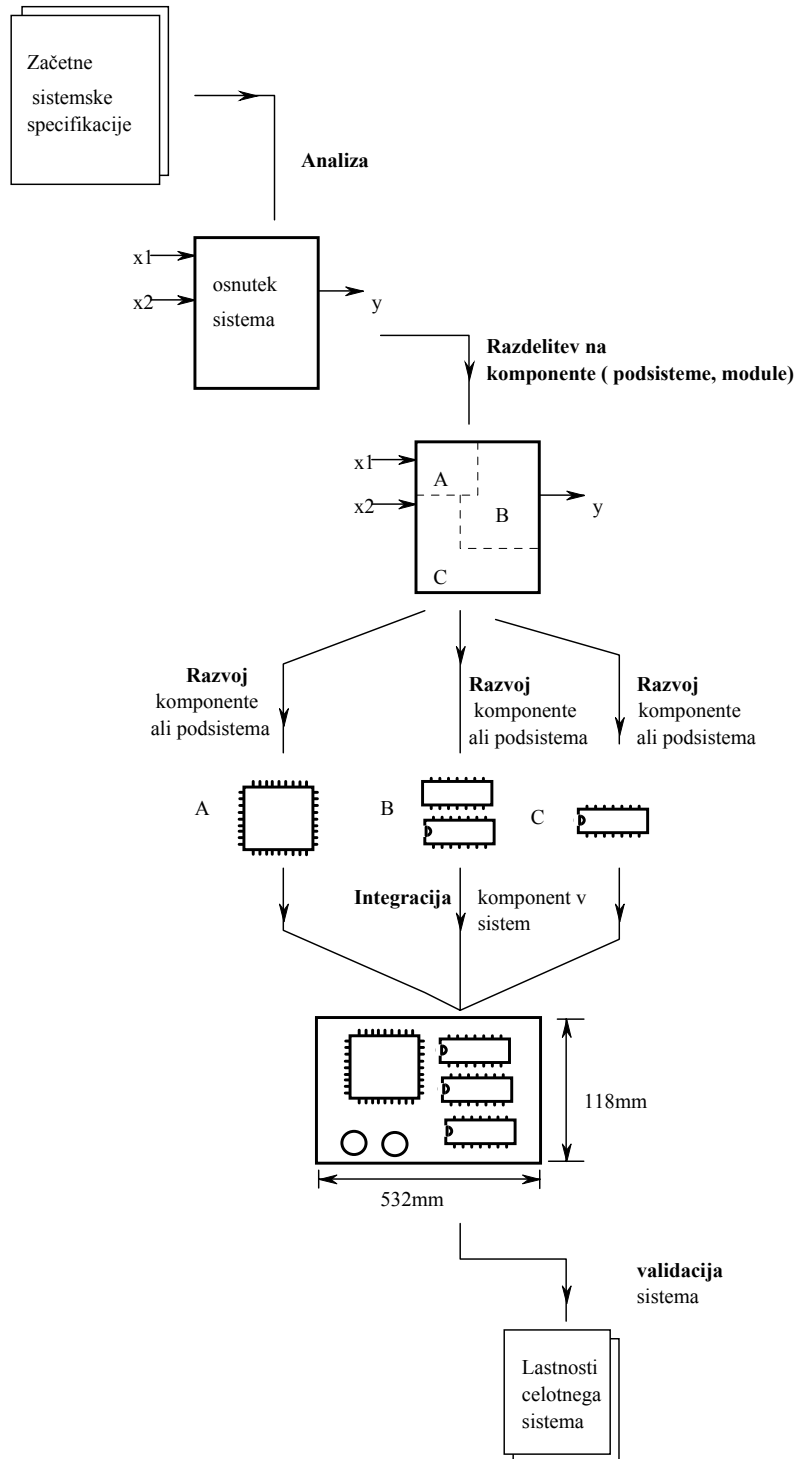 Začetne
sistemske
specifikacije
Analiza
x1
x2
osnutek
sistema
y
Razdelitev na
komponente ( podsisteme, module)
x1
x2
A
B
C
y
Razvoj
komponente
ali podsistema
Razvoj
komponente
ali podsistema
Razvoj
komponente
ali podsistema
A
B
C
Integracija
komponent v
sistem
118mm
532mm
validacija
sistema
Lastnosti
celotnega
sistema